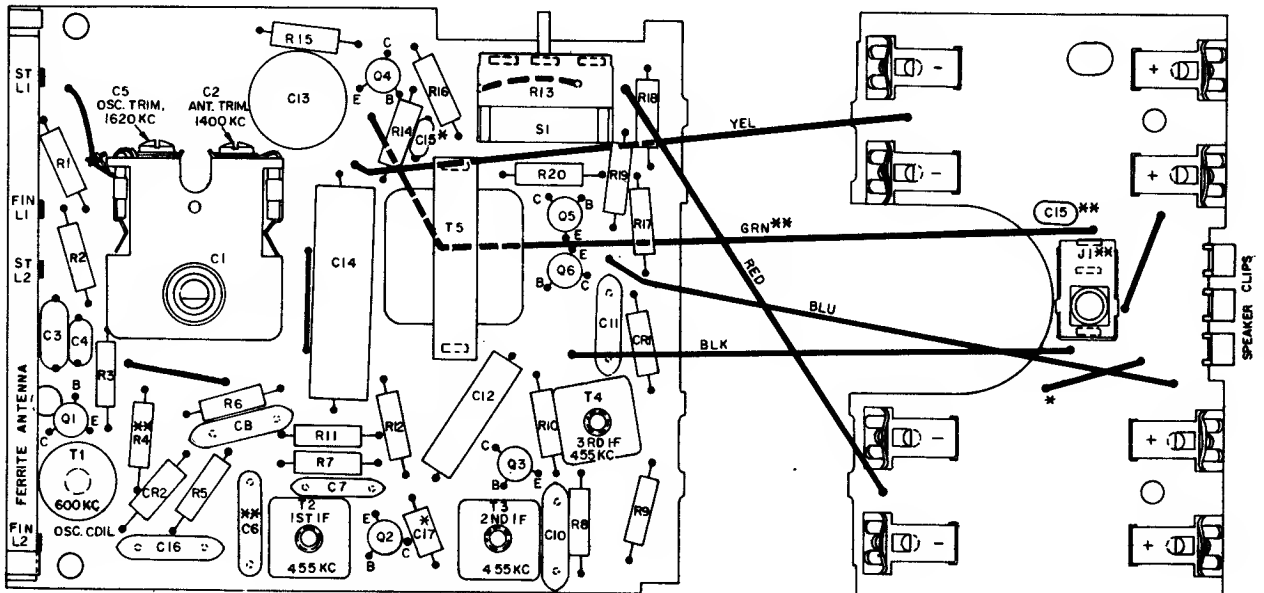 R15
ST
L1
C5
OSC. TRIM,
1620 KC
C2
ANT. TRIM,
1400 KC
C13
C
Q4
E
B
R14
C15*
R16
R13
S1
R18
YEL
-
+
R1
FIN
L1
R2
ST
L2
C1
C14
T5
R20
R19
R17
C
B
Q5
E
E
Q6
B
C
GRN**
RED
BLU
BLK
-
+
C15**
J1**
SPEAKER CLIPS
*
C3
C4
R3
C11
CR1
B
Q1
C
E
R6
C8
**
R4
R11
R7
R12
C12
R10
T4
3RD IF
455 KC
C
Q3
B
E
FERRITE ANTENNA
T1
600 KC
OSC. COIL
CR2
R5
C16
**
C6
C7
T2
1ST IF
455 KC
E
Q2
B
C
*
C17
T3
2ND IF
455 KC
C10
R8
R9
FIN
L2
-
+
-
+